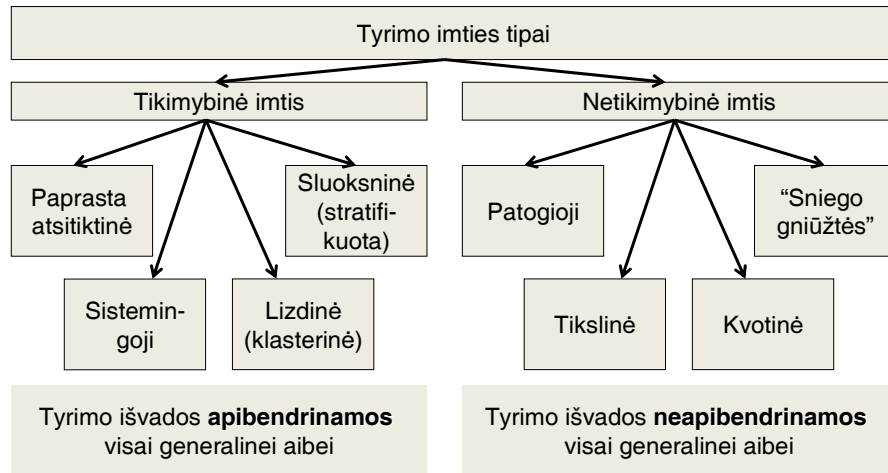 Tyrimo imties tipai
Tikimybinė imtis
Netikimybinė imtis
Paprasta
atsitiktinė
Sluoksninė
(stratifi-
kuota)
Patogioji
“Sniego
gniūžtės”
Sistemin-
goji
Lizdinė
(klasterinė)
Tikslinė
Kvotinė
Tyrimo išvados apibendrinamos
visai generalinei aibei
Tyrimo išvados neapibendrinamos
visai generalinei aibei